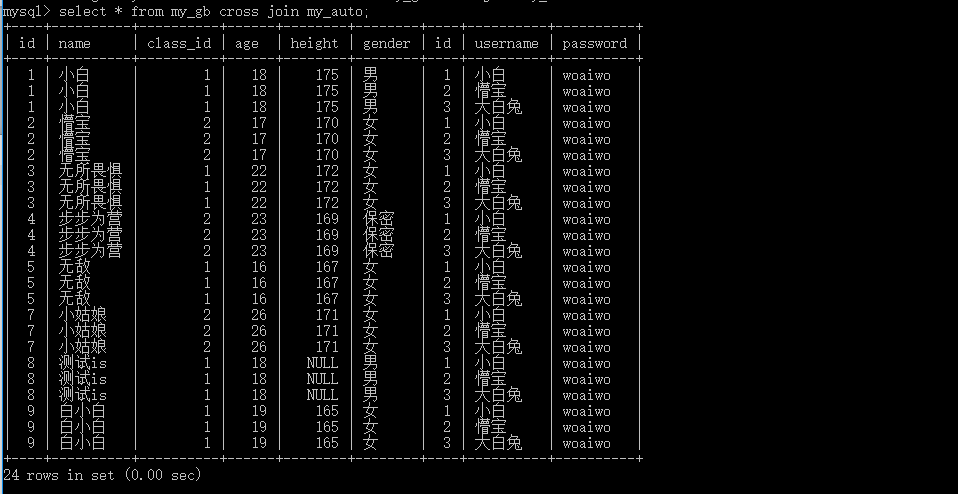 mysql> select * from my_gb cross join my_auto;
| id | name | class_id | age | height | gender | id | username | password |
| 1 | 小白 | 1 | 18 | 175 | 男 | 1 | 小白 | woaiwo |
| 1 | 小白 | 1 | 18 | 175 | 男 | 2 | 懵宝 | woaiwo |
| 1 | 小白 | 1 | 18 | 175 | 男 | 3 | 大白兔 | woaiwo |
| 2 | 懵宝 | 2 | 17 | 170 | 女 | 1 | 小白 | woaiwo |
| 2 | 懵宝 | 2 | 17 | 170 | 女 | 2 | 懵宝 | woaiwo |
| 2 | 懵宝 | 2 | 17 | 170 | 女 | 3 | 大白兔 | woaiwo |
| 3 | 无所畏惧 | 1 | 22 | 172 | 女 | 1 | 小白 | woaiwo |
| 3 | 无所畏惧 | 1 | 22 | 172 | 女 | 2 | 懵宝 | woaiwo |
| 3 | 无所畏惧 | 1 | 22 | 172 | 女 | 3 | 大白兔 | woaiwo |
| 4 | 步步为营 | 2 | 23 | 169 | 保密 | 1 | 小白 | woaiwo |
| 4 | 步步为营 | 2 | 23 | 169 | 保密 | 2 | 懵宝 | woaiwo |
| 4 | 步步为营 | 2 | 23 | 169 | 保密 | 3 | 大白兔 | woaiwo |
| 5 | 无敌 | 1 | 16 | 167 | 女 | 1 | 小白 | woaiwo |
| 5 | 无敌 | 1 | 16 | 167 | 女 | 2 | 懵宝 | woaiwo |
| 5 | 无敌 | 1 | 16 | 167 | 女 | 3 | 大白兔 | woaiwo |
| 7 | 小姑娘 | 2 | 26 | 171 | 女 | 1 | 小白 | woaiwo |
| 7 | 小姑娘 | 2 | 26 | 171 | 女 | 2 | 懵宝 | woaiwo |
| 7 | 小姑娘 | 2 | 26 | 171 | 女 | 3 | 大白兔 | woaiwo |
| 8 | 测试is | 1 | 18 | NULL | 男 | 1 | 小白 | woaiwo |
| 8 | 测试is | 1 | 18 | NULL | 男 | 2 | 懵宝 | woaiwo |
| 8 | 测试is | 1 | 18 | NULL | 男 | 3 | 大白兔 | woaiwo |
| 9 | 白小白 | 1 | 19 | 165 | 女 | 1 | 小白 | woaiwo |
| 9 | 白小白 | 1 | 19 | 165 | 女 | 2 | 懵宝 | woaiwo |
| 9 | 白小白 | 1 | 19 | 165 | 女 | 3 | 大白兔 | woaiwo |
24 rows in set (0.00 sec)